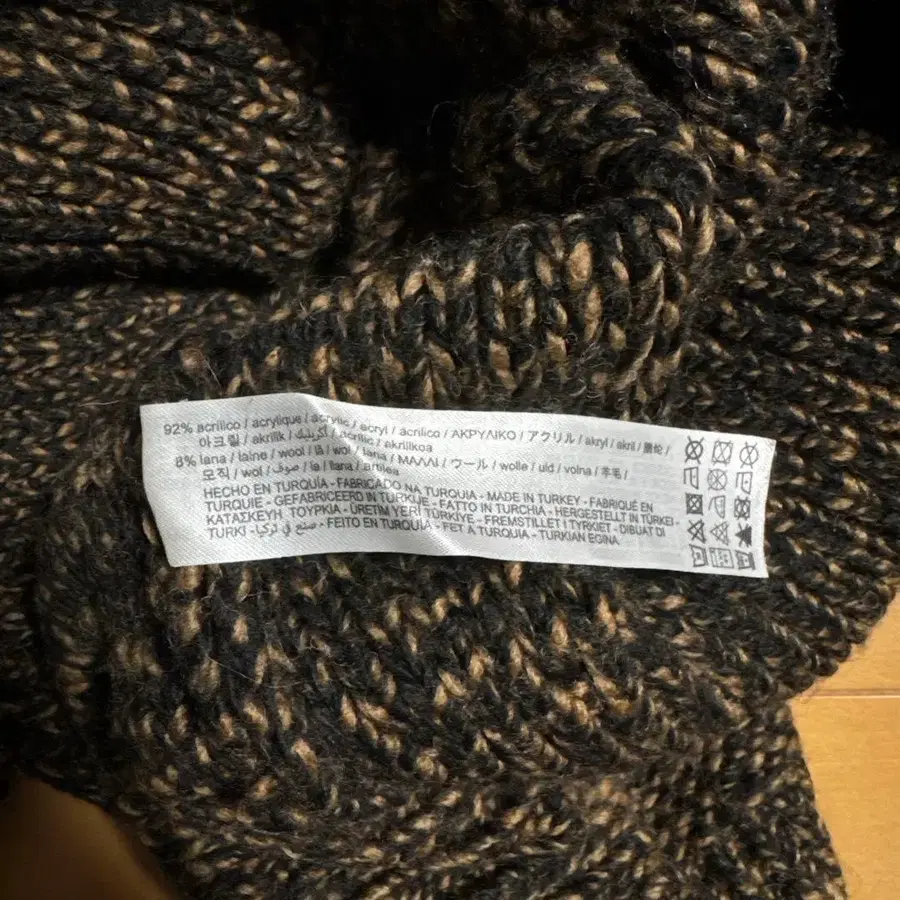 92% acrilico / acrylique / acrylic / acryl / ácrilico / ΑΚΡΥΛΙΚΟ / アクリル / akryl / akril / 腈纶 /
아크릴 / akrilik / أكريليك / acrilic / akrilikoa
8% lana / laine / wool / lã / wol / lana / ΜΑΛΛΙ / ウール / wolle / uld / volna / 羊毛 /
모직 / wol / صوف / la / llana / artilea
HECHO EN TURQUÍA - FABRICADO NA TURQUIA - MADE IN TURKEY - FABRIQUÉ EN
TURQUIE - GEFABRICEERD IN TURKIJE - FATTO IN TURCHIA - HERGESTELLT IN TÜRKEI -
ΚΑΤΑΣΚΕΥΗ ΤΟΥΡΚΙΑ - ÜRETIM YERİ TÜRKİYE - FREMSTILLET I TYRKIET - DIBUAT DI
TURKI - صنع في تركيا - FEITO EN TURQUÍA - FET A TURQUIA - TURKIAN EGINA